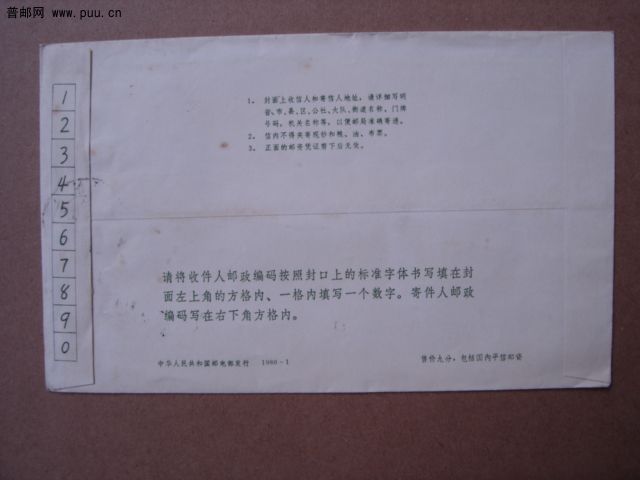 普邮网 www.puu.cn
1
2
3
4
5
6
7
8
9
0
1、封面上收信人和寄信人地址，请详细写明
省、市、县、区、公社、大队、街道名称，门牌
号码，机关名称等，以便邮局准确寄递。
2、信内不得夹寄现钞和粮、油、布票。
3、正面的邮资凭证剪下后无效。
请将收件人邮政编码按照封口上的标准字体书写填在封
面左上角的方格内、一格内填写一个数字。寄件人邮政
编码写在右下角方格内。
中华人民共和国邮电部发行 1980－1
售价九分，包括国内平信邮资